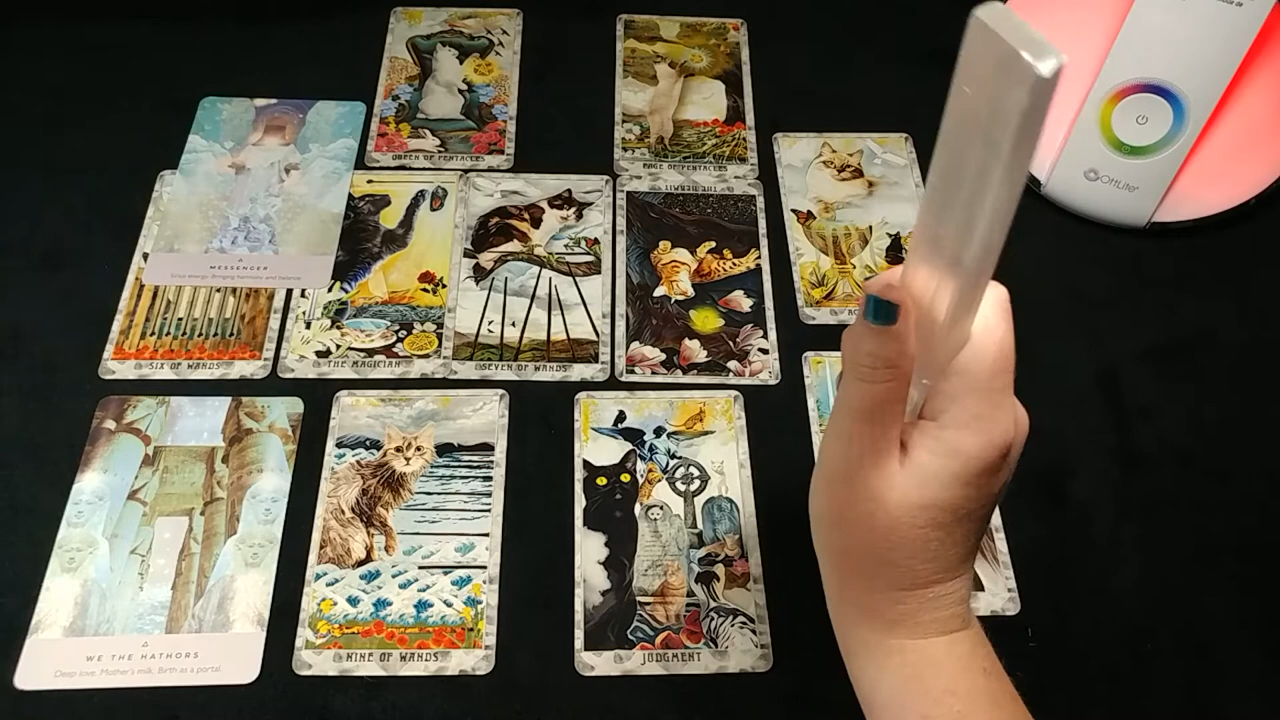 QUEEN OF PENTACLES
PAGE OF PENTACLES
THE HERMIT
MESSENGER
Sirius energy. Bringing harmony and balance.
SIX OF WANDS
THE MAGICIAN
SEVEN OF WANDS
WE THE HATHORS
Deep love. Mother's milk. Birth as a portal.
NINE OF WANDS
JUDGMENT
OttLite